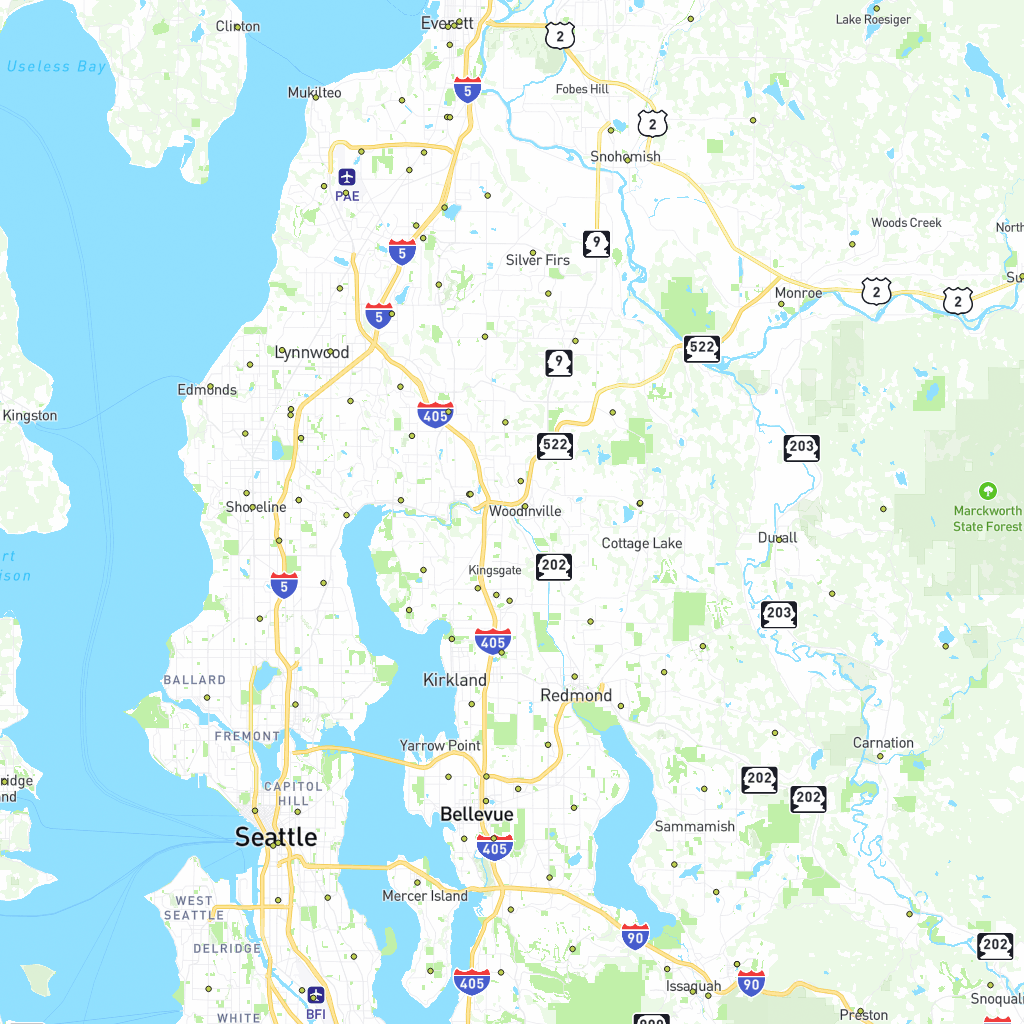 Everett
Clinton
Lake Roesiger
2
Useless Bay
Mukilteo
5
Fobes Hill
2
Snohomish
PAE
Woods Creek
North
9
5
Silver Firs
Su
Monroe
2
2
5
522
Lynnwood
9
Edmonds
Kingston
405
522
203
Shoreline
Woodinville
Marckworth
State Forest
Duvall
Cottage Lake
202
Kingsgate
5
203
405
BALLARD
Kirkland
Redmond
FREMONT
Yarrow Point
Carnation
202
CAPITOL
HILL
202
Bellevue
Sammamish
Seattle
405
Mercer Island
WEST
SEATTLE
90
DELRIDGE
202
405
Issaquah
90
BFI
Preston
WHITE